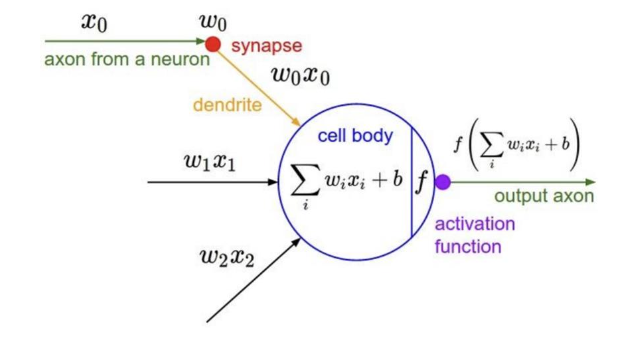 x₀ w₀
synapse
axon from a neuron
w₀x₀
dendrite
cell body
f(∑ᵢ wᵢxᵢ + b)
w₁x₁
∑ᵢ wᵢxᵢ + b f
output axon
activation
function
w₂x₂